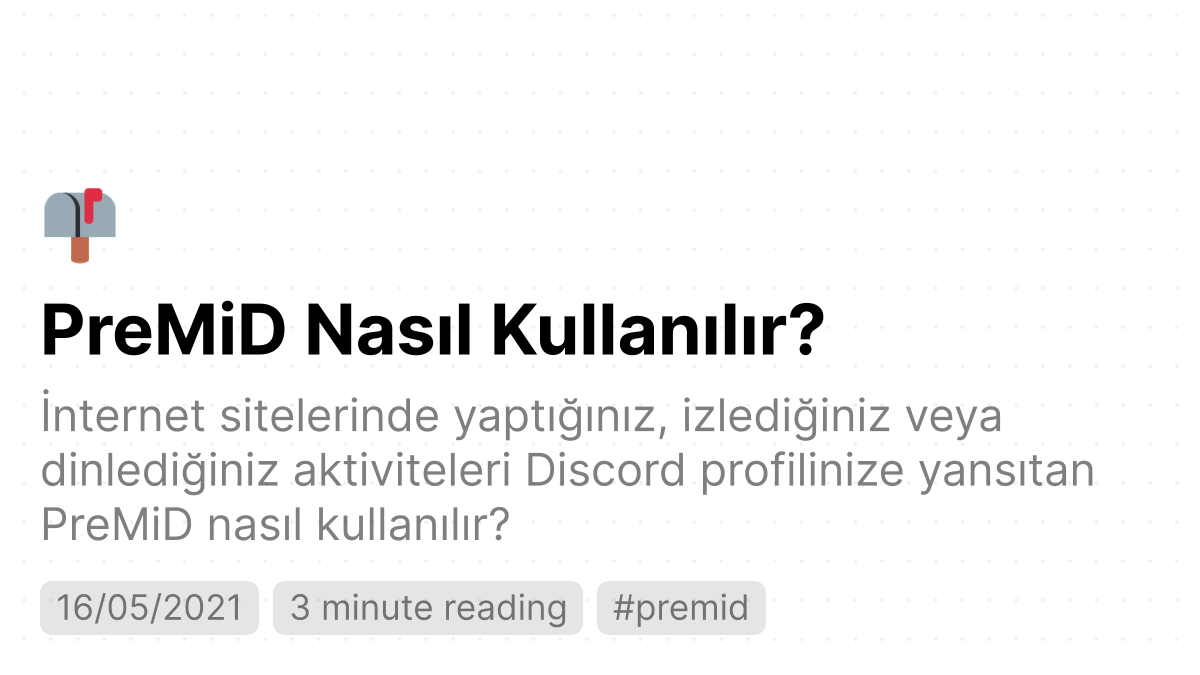 PreMiD Nasıl Kullanılır?
İnternet sitelerinde yaptığınız, izlediğiniz veya
dinlediğiniz aktiviteleri Discord profilinize yansıtan
PreMiD nasıl kullanılır?
16/05/2021 3 minute reading #premid